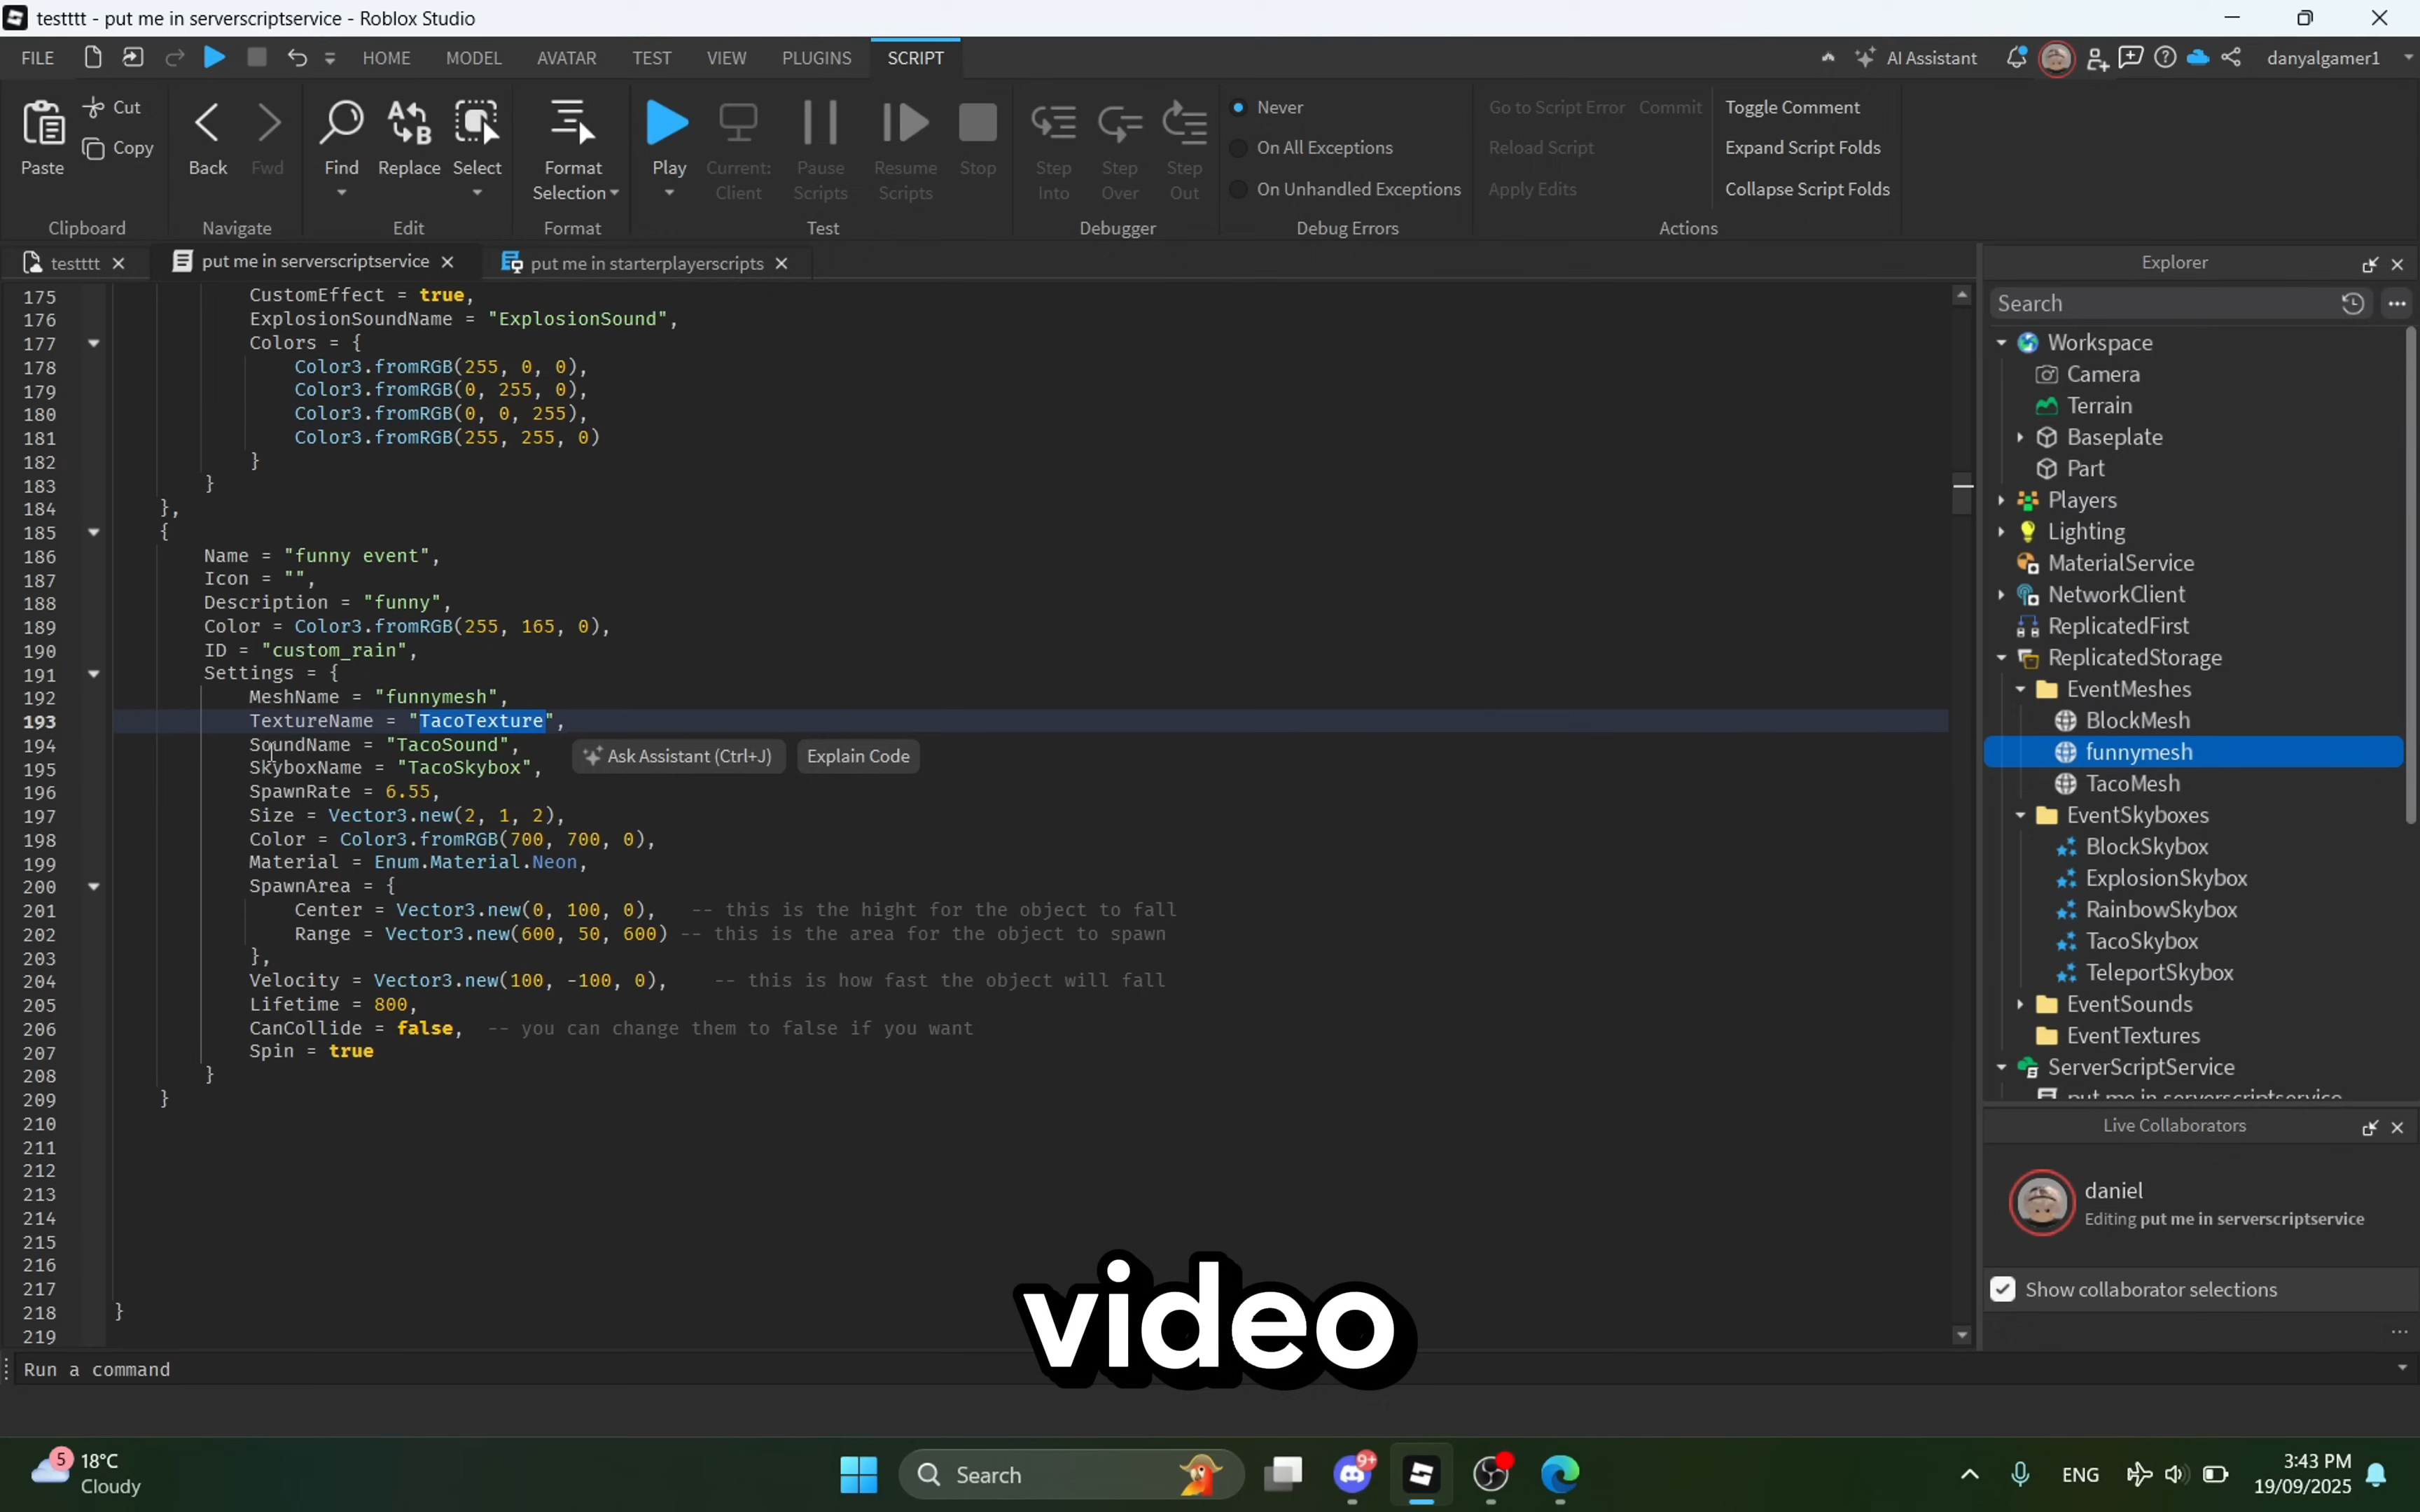 testttt - put me in serverscriptservice - Roblox Studio
FILE HOME MODEL AVATAR TEST VIEW PLUGINS SCRIPT AI Assistant danyalgamer1
Paste Cut Copy
Clipboard
Back Fwd
Navigate
Find Replace Select
Edit
Format Selection
Format
Play Current: Client Pause Scripts Resume Scripts Stop
Test
Step Into Step Over Step Out
Debugger
Never
On All Exceptions
On Unhandled Exceptions
Debug Errors
Go to Script Error Commit
Reload Script
Apply Edits
Toggle Comment
Expand Script Folds
Collapse Script Folds
Actions
testttt put me in serverscriptservice put me in starterplayerscripts
175 CustomEffect = true,
176 ExplosionSoundName = "ExplosionSound",
177 Colors = {
178 Color3.fromRGB(255, 0, 0),
179 Color3.fromRGB(0, 255, 0),
180 Color3.fromRGB(0, 0, 255),
181 Color3.fromRGB(255, 255, 0)
182 }
183 }
184 },
185 {
186 Name = "funny event",
187 Icon = "",
188 Description = "funny",
189 Color = Color3.fromRGB(255, 165, 0),
190 ID = "custom_rain",
191 Settings = {
192 MeshName = "funnymesh",
193 TextureName = "TacoTexture",
194 SoundName = "TacoSound",
195 SkyboxName = "TacoSkybox",
Ask Assistant (Ctrl+J) Explain Code
196 SpawnRate = 6.55,
197 Size = Vector3.new(2, 1, 2),
198 Color = Color3.fromRGB(700, 700, 0),
199 Material = Enum.Material.Neon,
200 SpawnArea = {
201 Center = Vector3.new(0, 100, 0), -- this is the hight for the object to fall
202 Range = Vector3.new(600, 50, 600) -- this is the area for the object to spawn
203 },
204 Velocity = Vector3.new(100, -100, 0), -- this is how fast the object will fall
205 Lifetime = 800,
206 CanCollide = false, -- you can change them to false if you want
207 Spin = true
208 }
209 }
210
211
212
213
214
215
216
217
218 }
219
Explorer
Search
Workspace
Camera
Terrain
Baseplate
Part
Players
Lighting
MaterialService
NetworkClient
ReplicatedFirst
ReplicatedStorage
EventMeshes
BlockMesh
funnymesh
TacoMesh
EventSkyboxes
BlockSkybox
ExplosionSkybox
RainbowSkybox
TacoSkybox
TeleportSkybox
EventSounds
EventTextures
ServerScriptService
put me in serverscriptservice
Live Collaborators
daniel
Editing put me in serverscriptservice
Show collaborator selections
video
Run a command
5 18°C
Cloudy
Search
9+
ENG
3:43 PM
19/09/2025